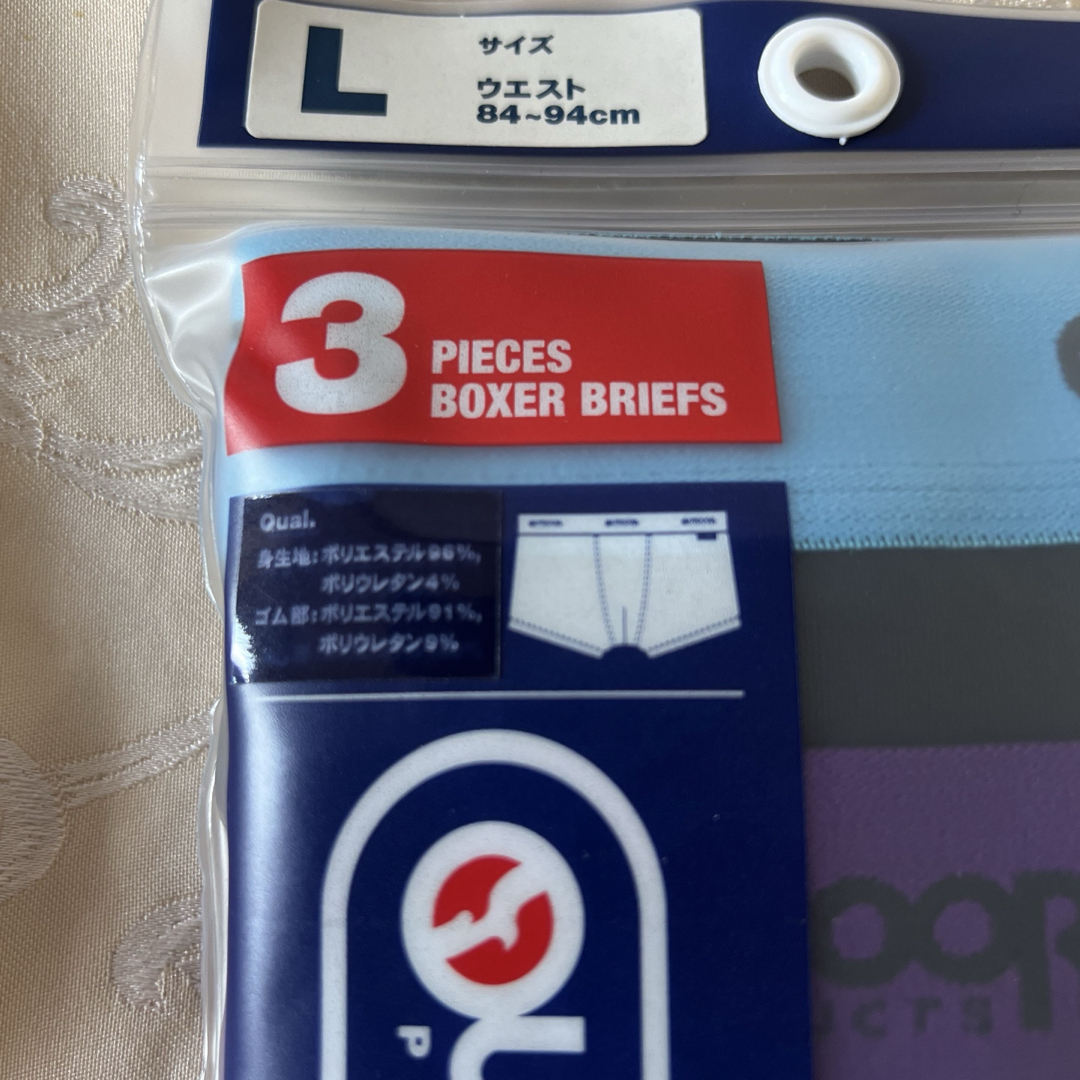 L
サイズ
ウエスト
84~94cm
3
PIECES
BOXER BRIEFS
Qual.
身生地:ポリエステル96%,
ポリウレタン4%
ゴム部:ポリエステル91%,
ポリウレタン9%
P